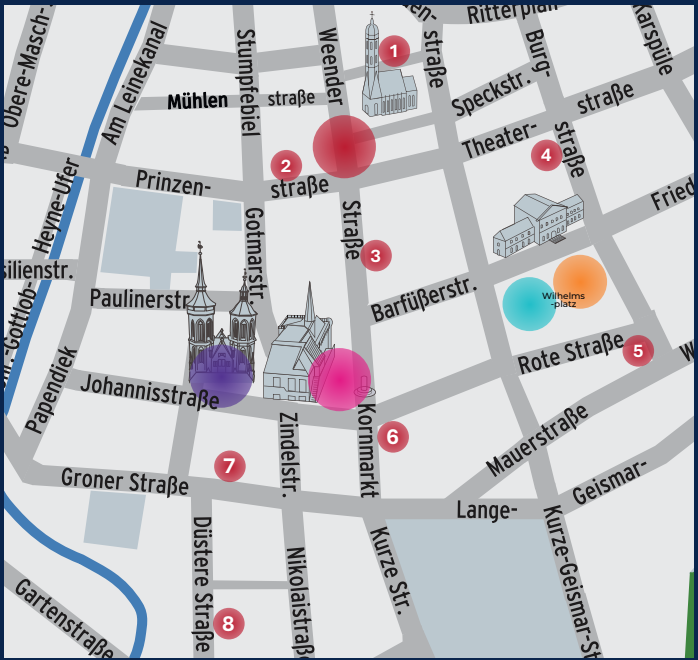 Ritterplan
straße
Obere-Masch-
Am Leinekanal
Stumpfebiel
Weender
1
Burg-
Karspüle
Mühlen straße
Speckstr.
straße
Theater-
straße
4
2
Prinzen-
straße
Heyne-Ufer
Gotmarstr
Straße
3
Fried
silienstr.
Paulinerstr.
Barfüßerstr.
Wilhelms
-platz
-Gottlob-
Rote Straße
5
Papendiek
Johannisstraße
Zindelstr.
Kornmarkt
6
Mauerstraße
7
Groner Straße
Geismar-
Lange-
Düstere Straße
Nikolaistraße
Kurze Str.
Kurze-Geismar-St
Gartenstraße
8